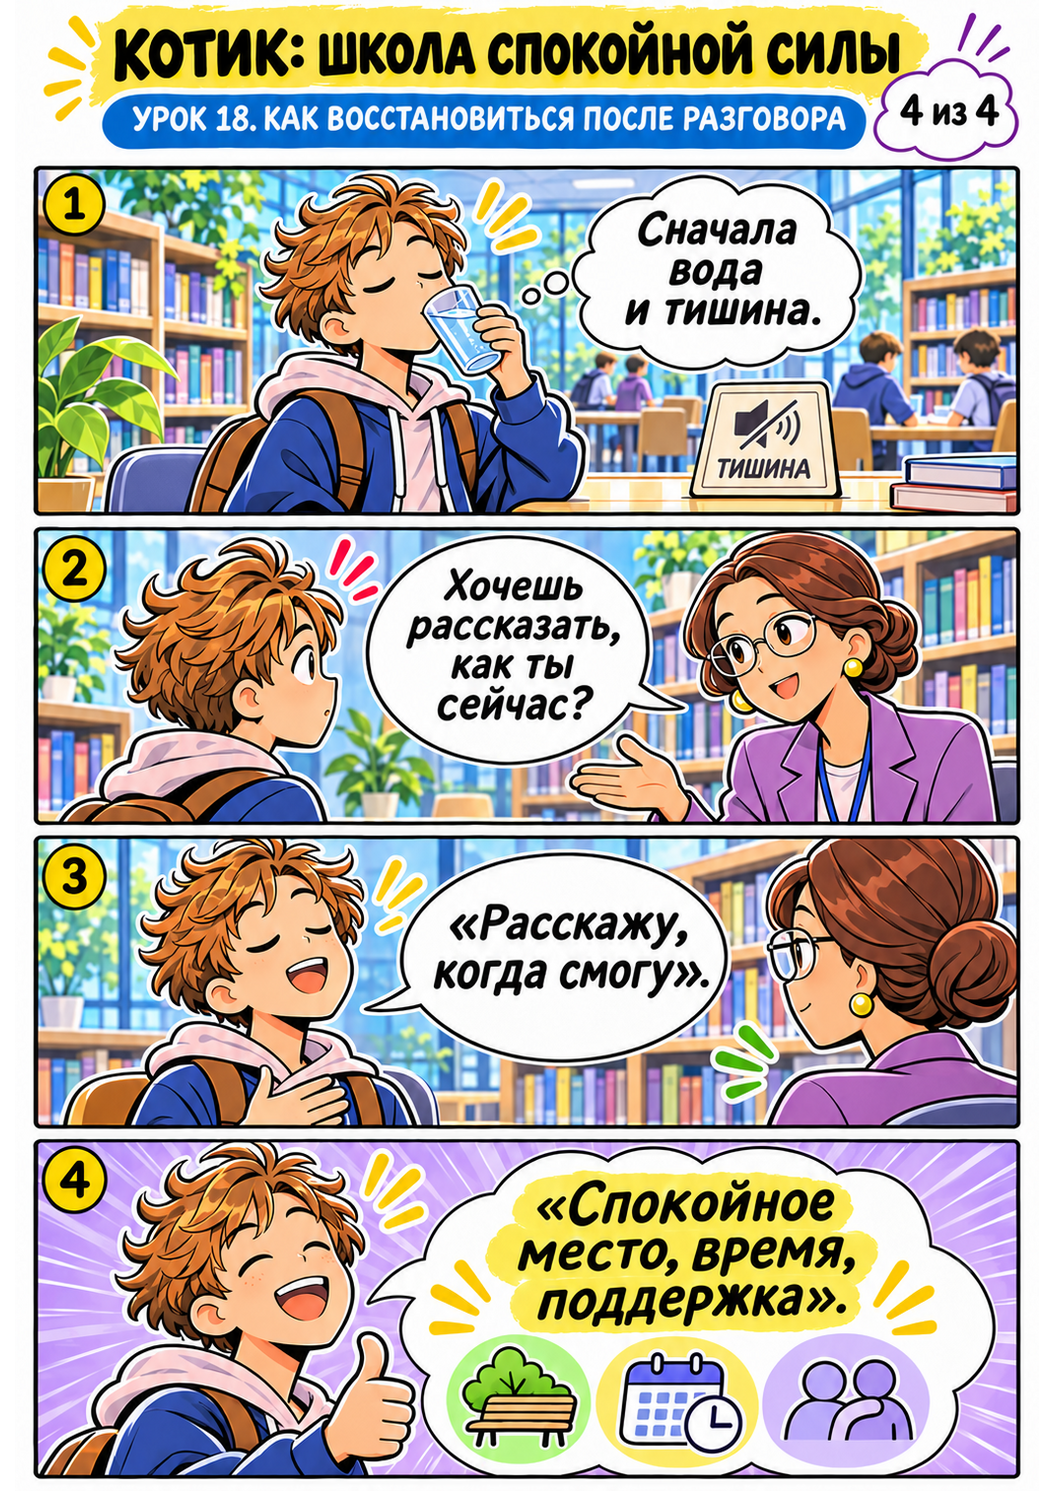 КОТИК: ШКОЛА СПОКОЙНОЙ СИЛЫ
УРОК 18. КАК ВОССТАНОВИТЬСЯ ПОСЛЕ РАЗГОВОРА
4 из 4
1
Сначала
вода
и тишина.
ТИШИНА
2
Хочешь
рассказать,
как ты
сейчас?
3
«Расскажу,
когда смогу».
4
«Спокойное
место, время,
поддержка».